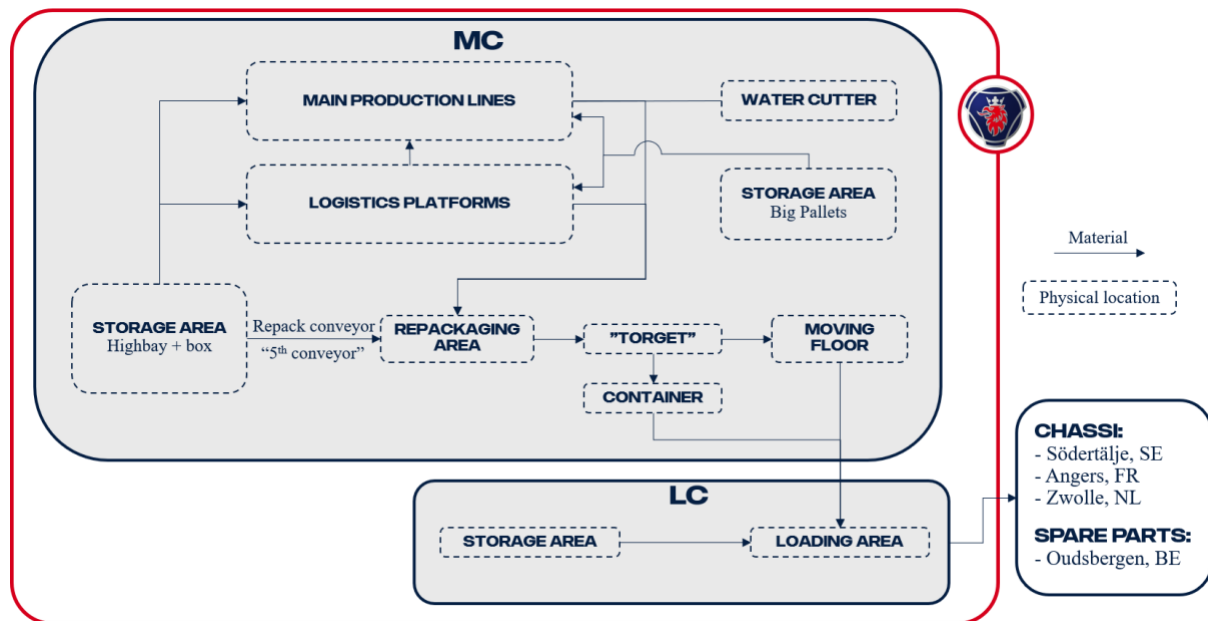 MC
MAIN PRODUCTION LINES
WATER CUTTER
LOGISTICS PLATFORMS
STORAGE AREA
Big Pallets
Material
Physical location
STORAGE AREA
Highbay + box
Repack conveyor
“5th conveyor”
REPACKAGING
AREA
”TORGET”
MOVING
FLOOR
CONTAINER
CHASSI:
- Södertälje, SE
- Angers, FR
- Zwolle, NL
SPARE PARTS:
- Oudsbergen, BE
LC
STORAGE AREA
LOADING AREA